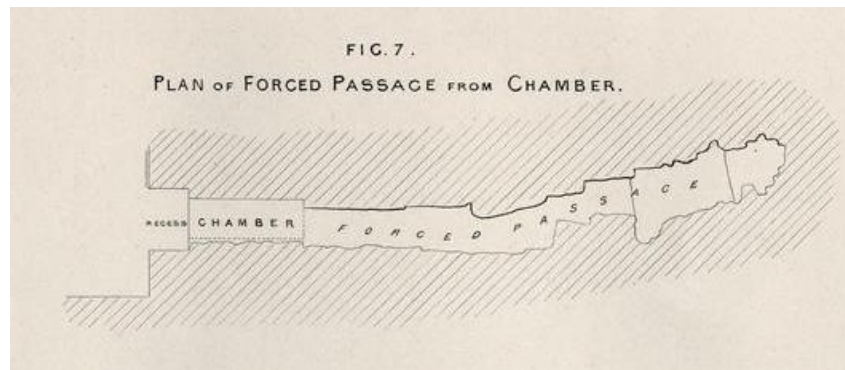 FIG. 7.
PLAN OF FORCED PASSAGE FROM CHAMBER.
RECESS CHAMBER FORCED PASSAGE